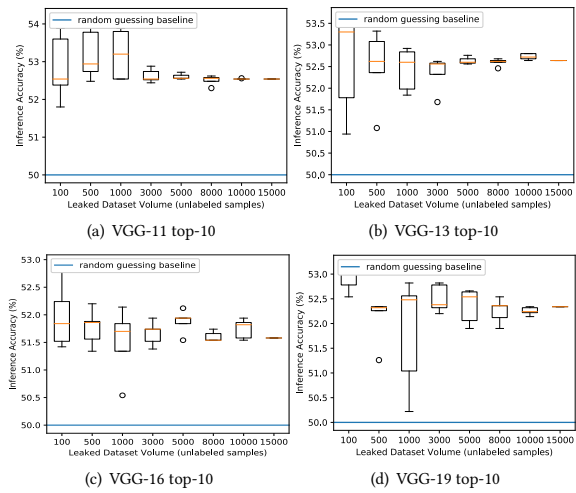 random guessing baseline
54
53
52
51
50
Inference Accuracy (%)
100 500 1000 3000 5000 8000 10000 15000
Leaked Dataset Volume (unlabeled samples)
(a) VGG-11 top-10
random guessing baseline
53.5
53.0
52.5
52.0
51.5
51.0
50.5
50.0
Inference Accuracy (%)
100 500 1000 3000 5000 8000 10000 15000
Leaked Dataset Volume (unlabeled samples)
(b) VGG-13 top-10
random guessing baseline
53.0
52.5
52.0
51.5
51.0
50.5
50.0
Inference Accuracy (%)
100 500 1000 3000 5000 8000 10000 15000
Leaked Dataset Volume (unlabeled samples)
(c) VGG-16 top-10
random guessing baseline
53.0
52.5
52.0
51.5
51.0
50.5
50.0
Inference Accuracy (%)
100 500 1000 3000 5000 8000 10000 15000
Leaked Dataset Volume (unlabeled samples)
(d) VGG-19 top-10